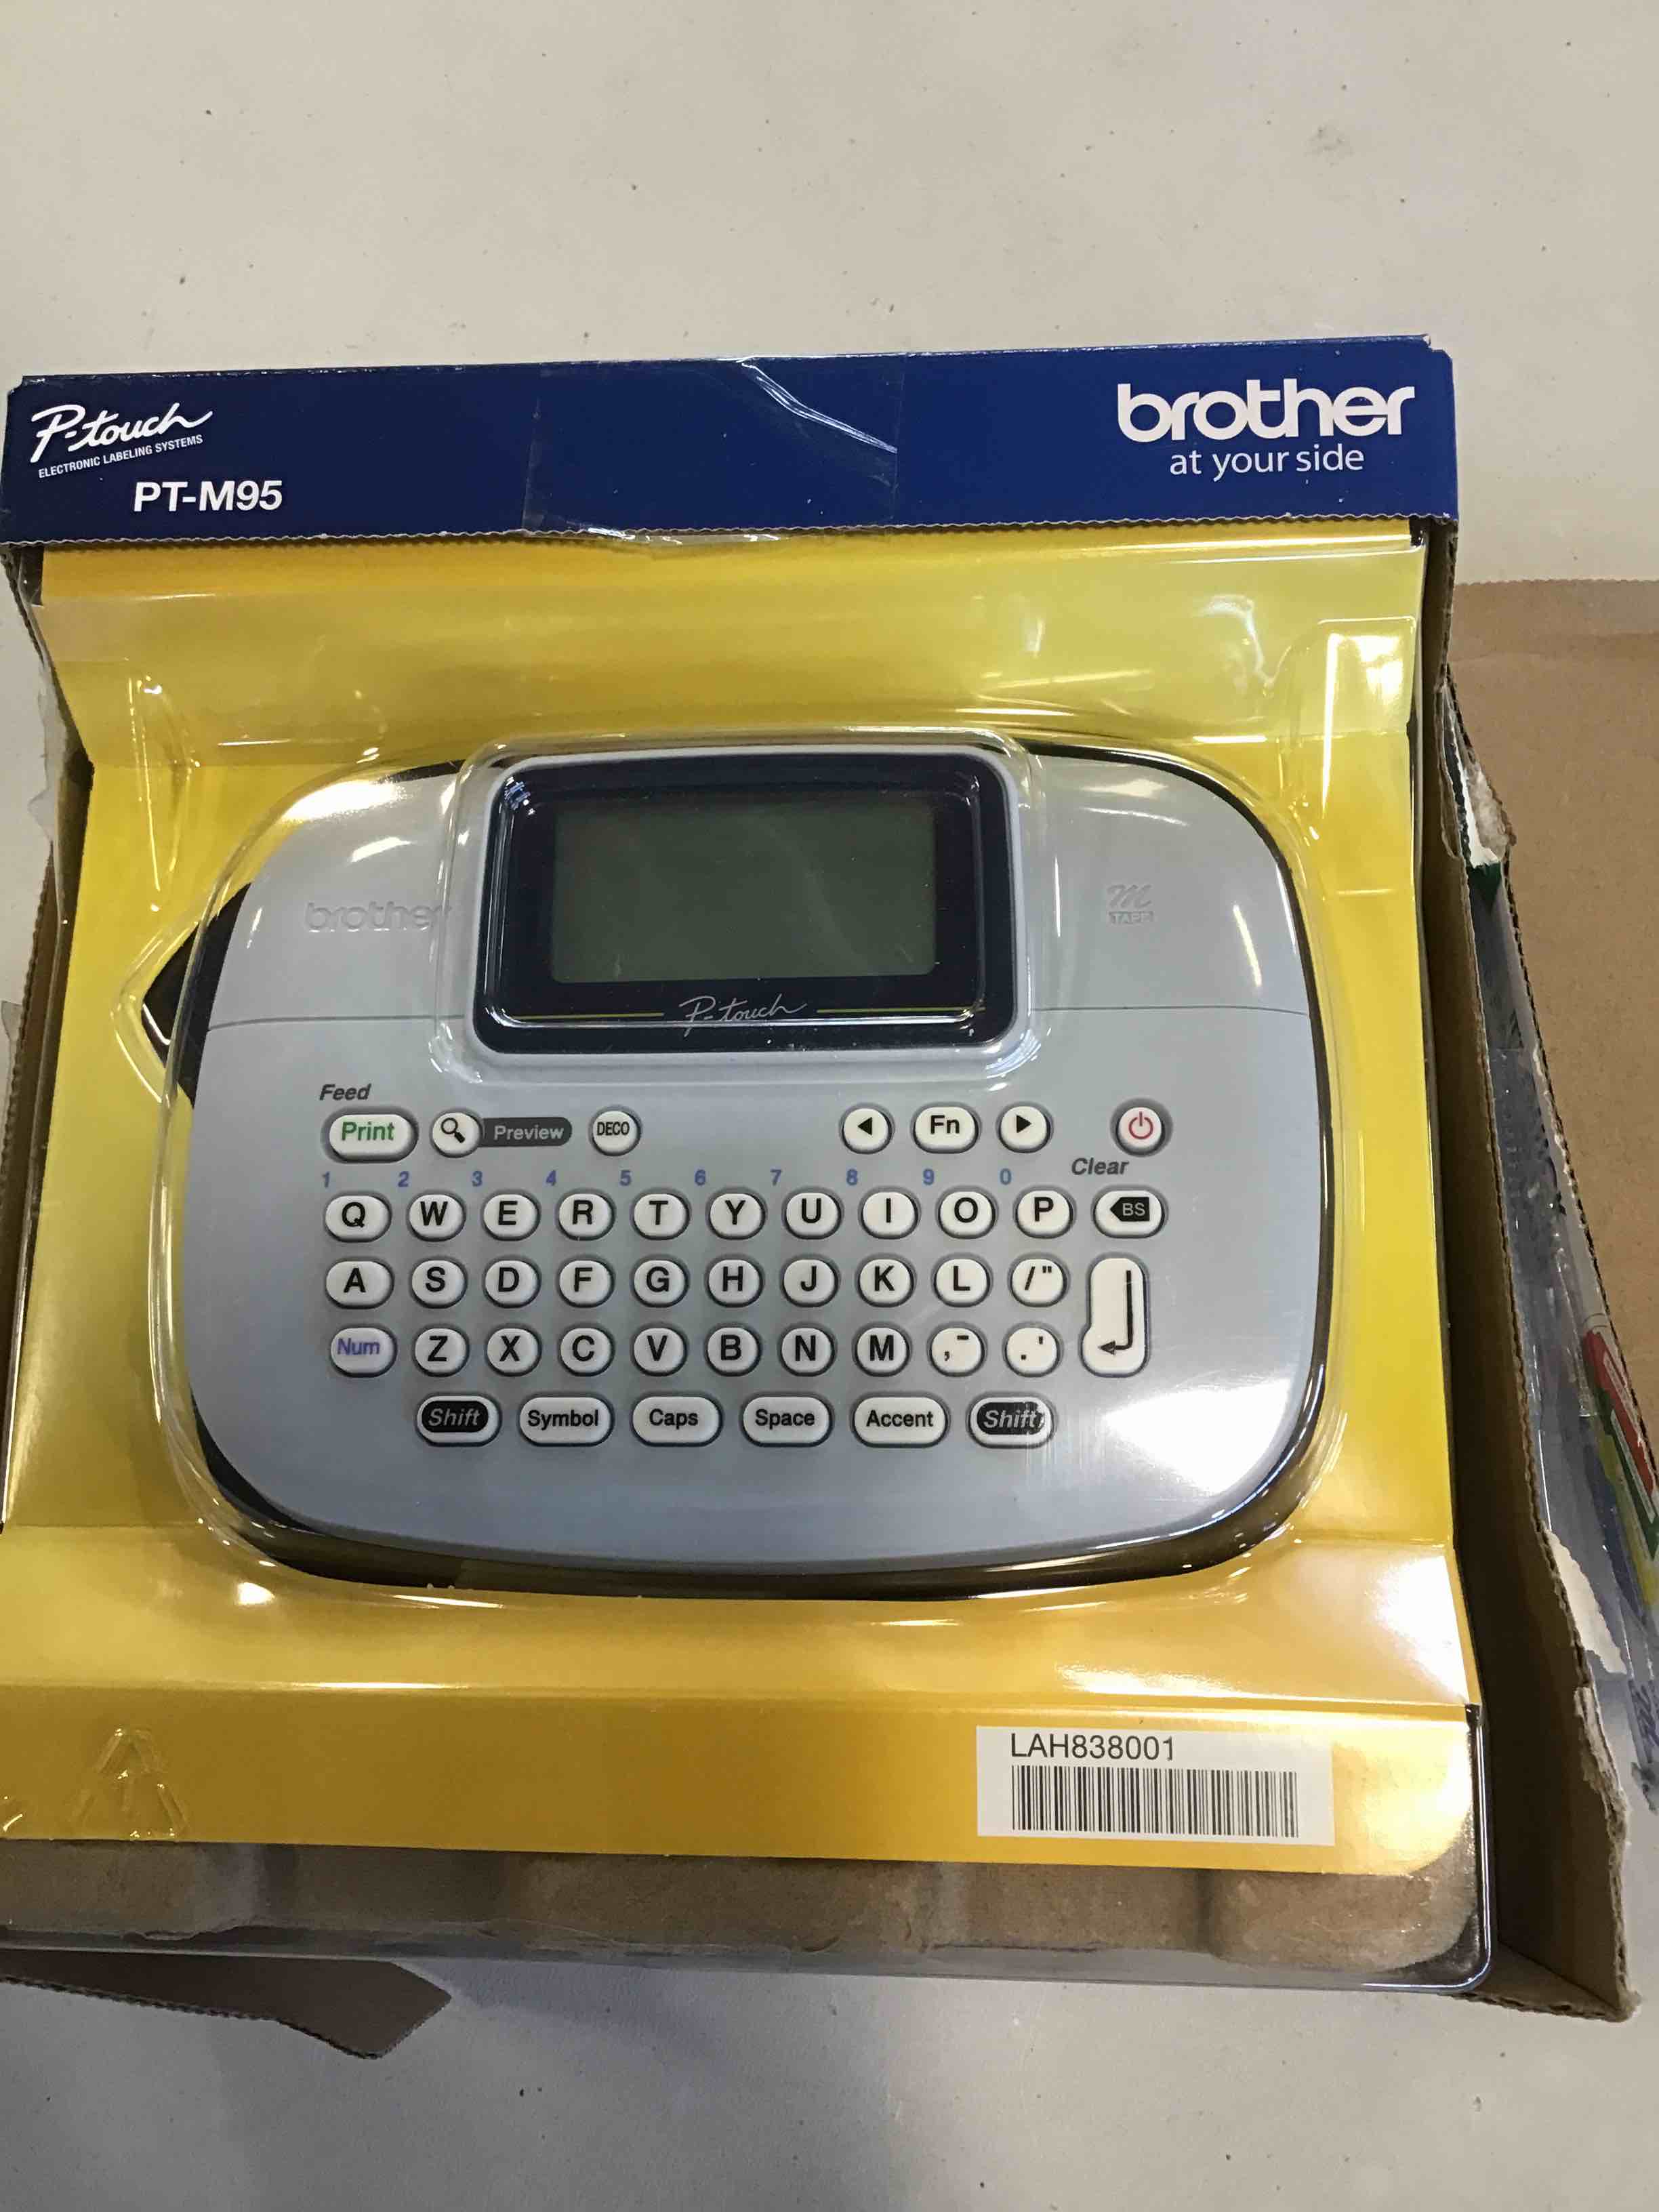 P-touch
ELECTRONIC LABELING SYSTEMS
PT-M95
brother
at your side
brother
M
TAPE
P-touch
Feed
Print Preview DECO Fn
Clear
1 2 3 4 5 6 7 8 9 0
Q W E R T Y U I O P BS
A S D F G H J K L /"
Num Z X C V B N M ,- .'
Shift Symbol Caps Space Accent Shift
LAH838001